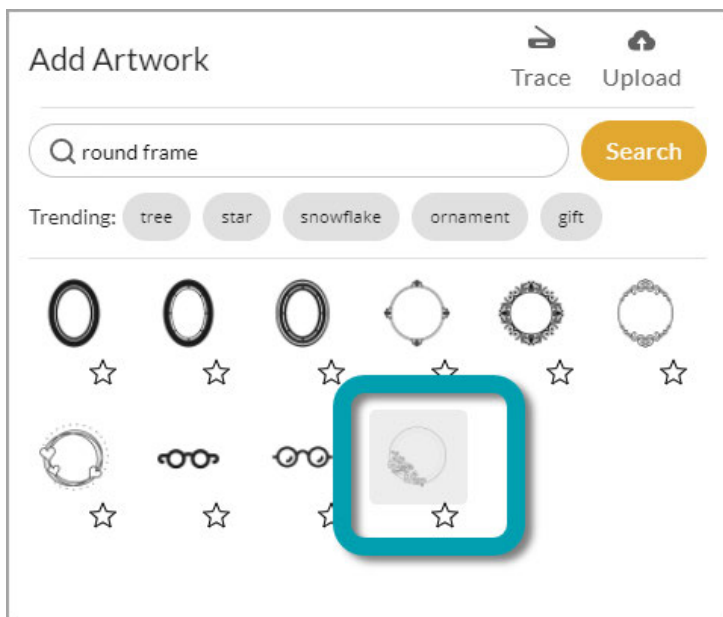 Add Artwork
Trace Upload
round frame
Search
Trending: tree star snowflake ornament gift